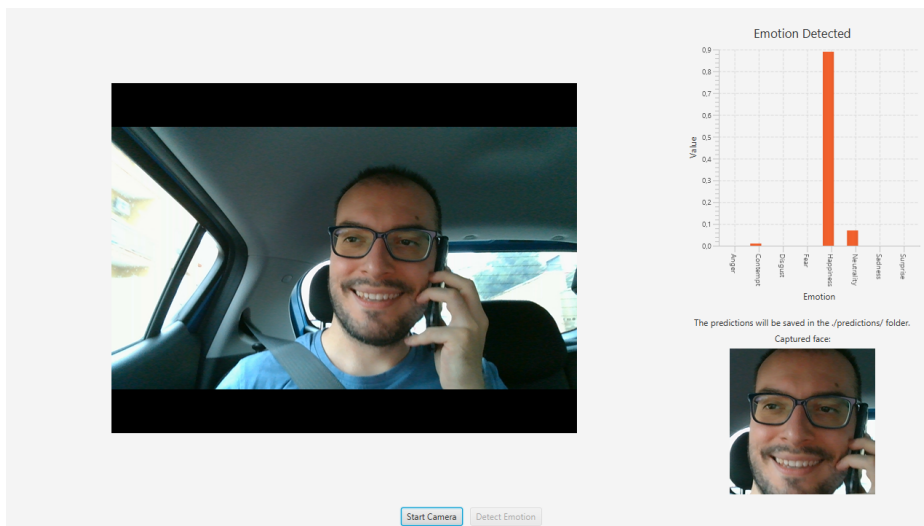 Emotion Detected
0,9
0,8
0,7
0,6
0,5
0,4
0,3
0,2
0,1
0,0
Value
Anger
Contempt
Disgust
Fear
Happiness
Neutrality
Sadness
Surprise
Emotion
The predictions will be saved in the ./predictions/ folder.
Captured face:
Start Camera
Detect Emotion